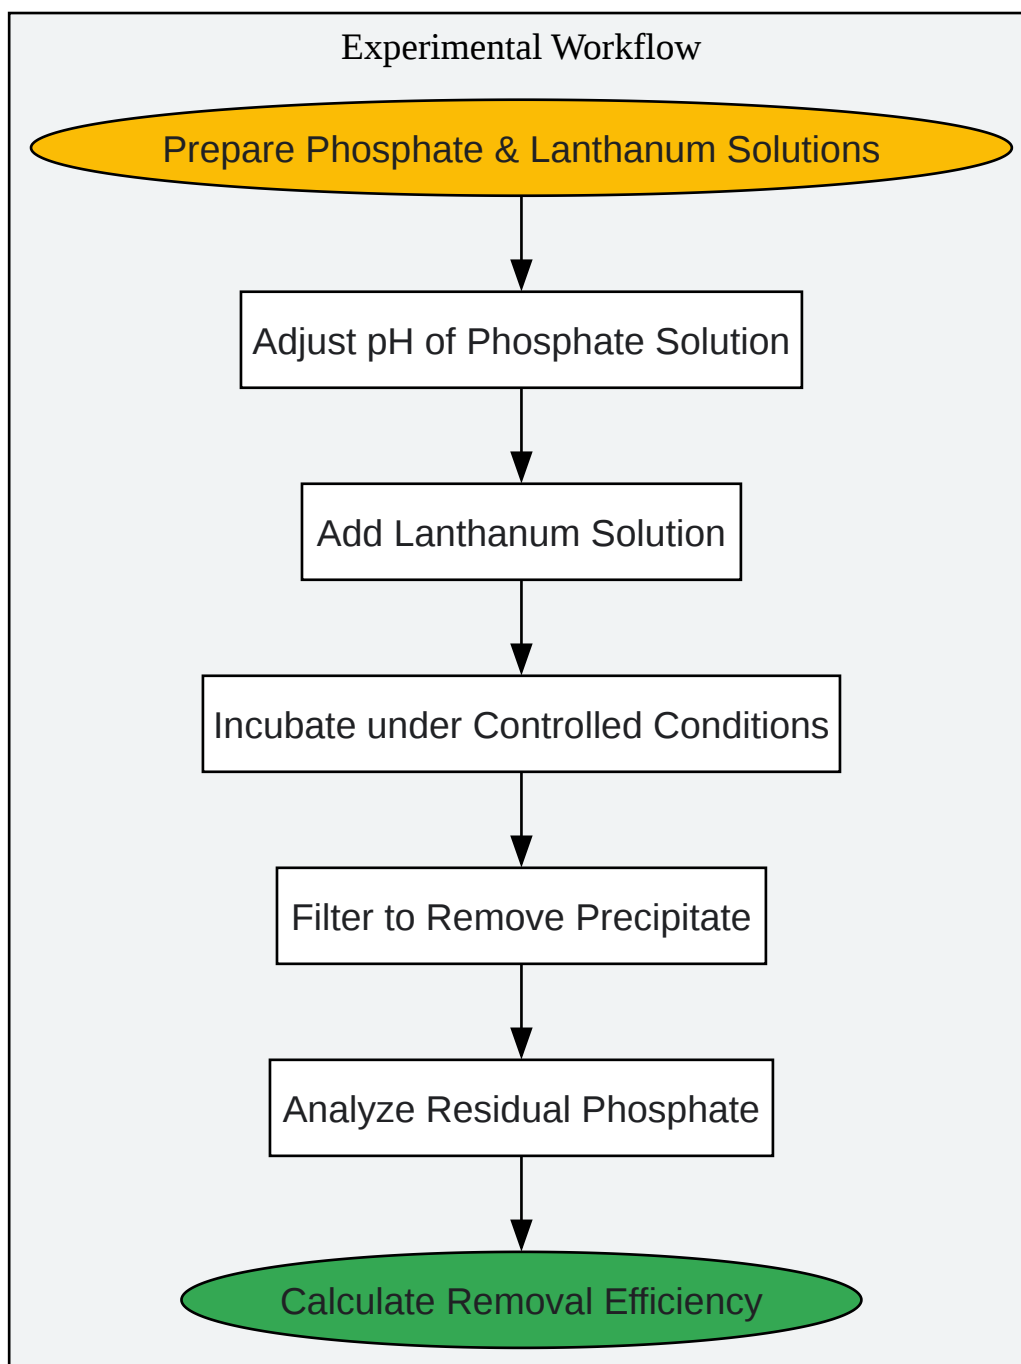 Experimental Workflow
Prepare Phosphate & Lanthanum Solutions
Adjust pH of Phosphate Solution
Add Lanthanum Solution
Incubate under Controlled Conditions
Filter to Remove Precipitate
Analyze Residual Phosphate
Calculate Removal Efficiency